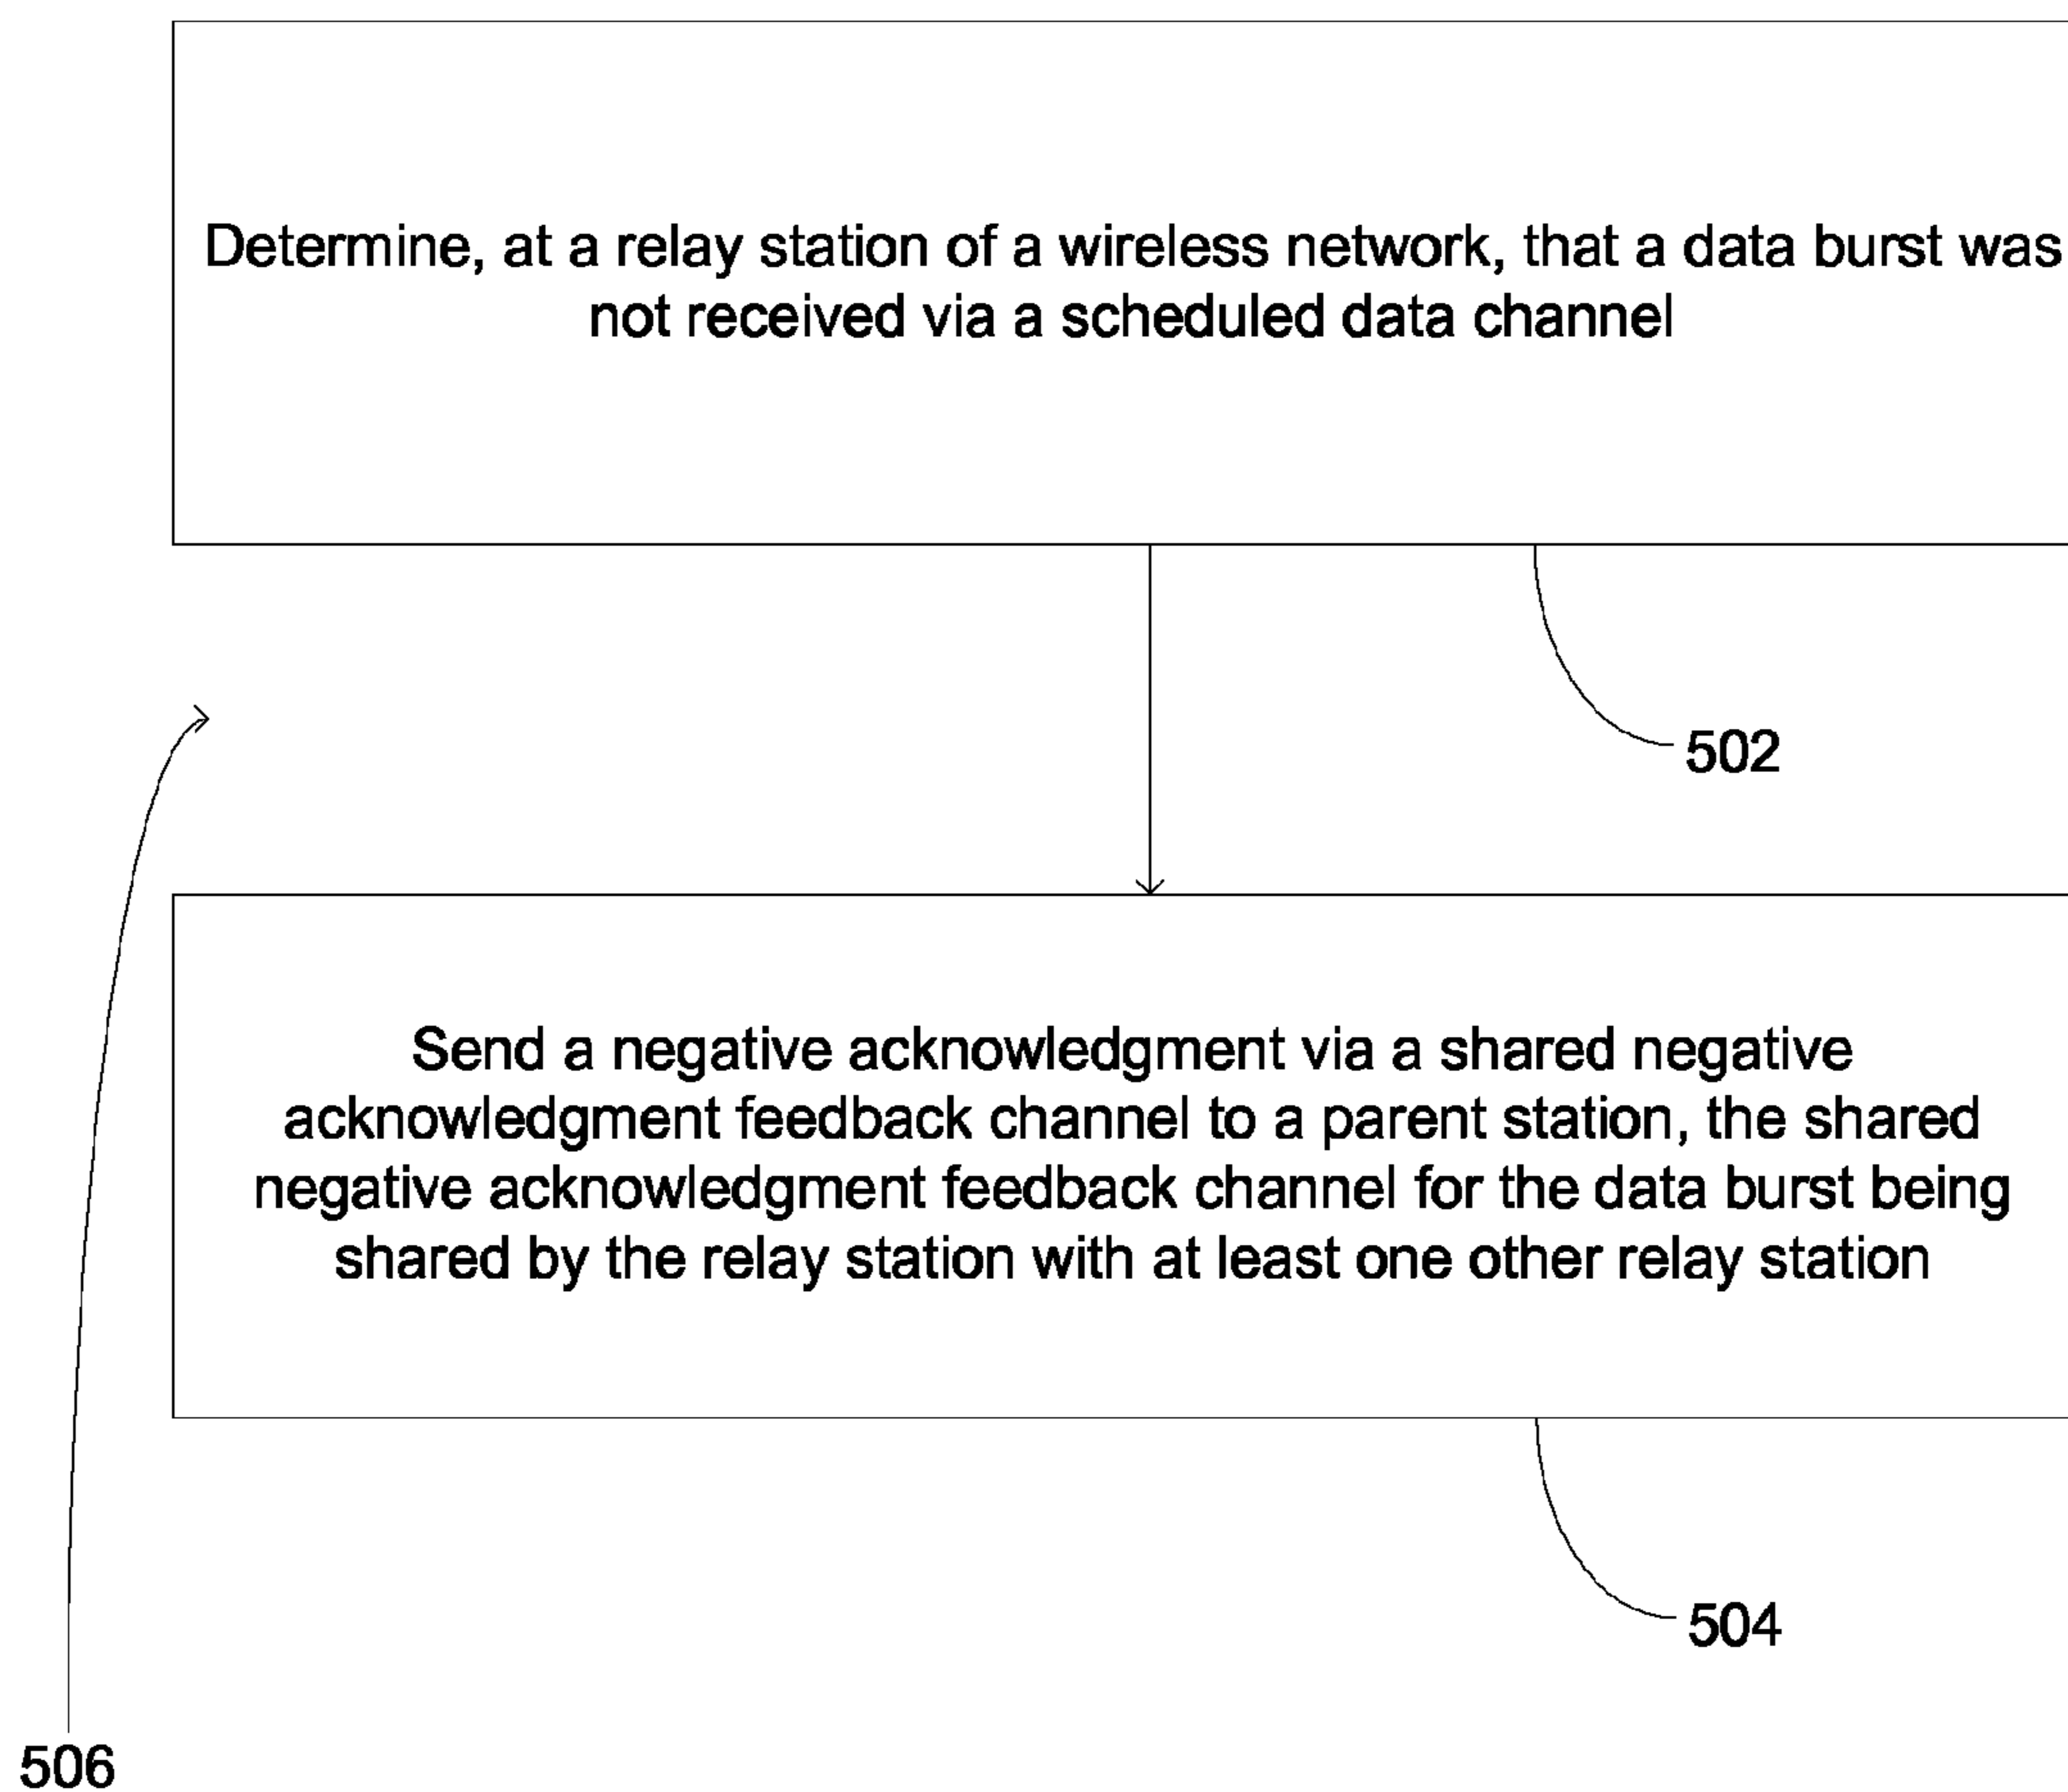 Determine, at a relay station of a wireless network, that a data burst was
not received via a scheduled data channel
502
Send a negative acknowledgment via a shared negative
acknowledgment feedback channel to a parent station, the shared
negative acknowledgment feedback channel for the data burst being
shared by the relay station with at least one other relay station
504
506